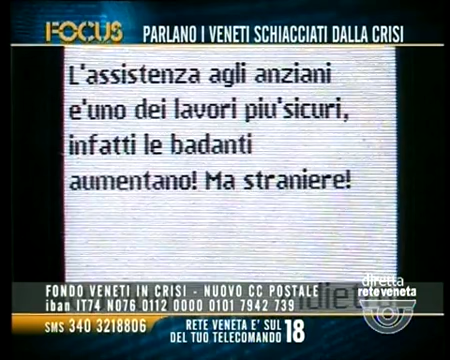 FOCUS
PARLANO I VENETI SCHIACCIATI DALLA CRISI
L'assistenza agli anziani
e'uno dei lavori piu'sicuri,
infatti le badanti
aumentano! Ma straniere!
diretta
reteveneta
FONDO VENETI IN CRISI - NUOVO CC POSTALE
iban IT74 N076 0112 0000 0101 7942 739
SMS 340 3218806
RETE VENETA E' SUL
DEL TUO TELECOMANDO 18